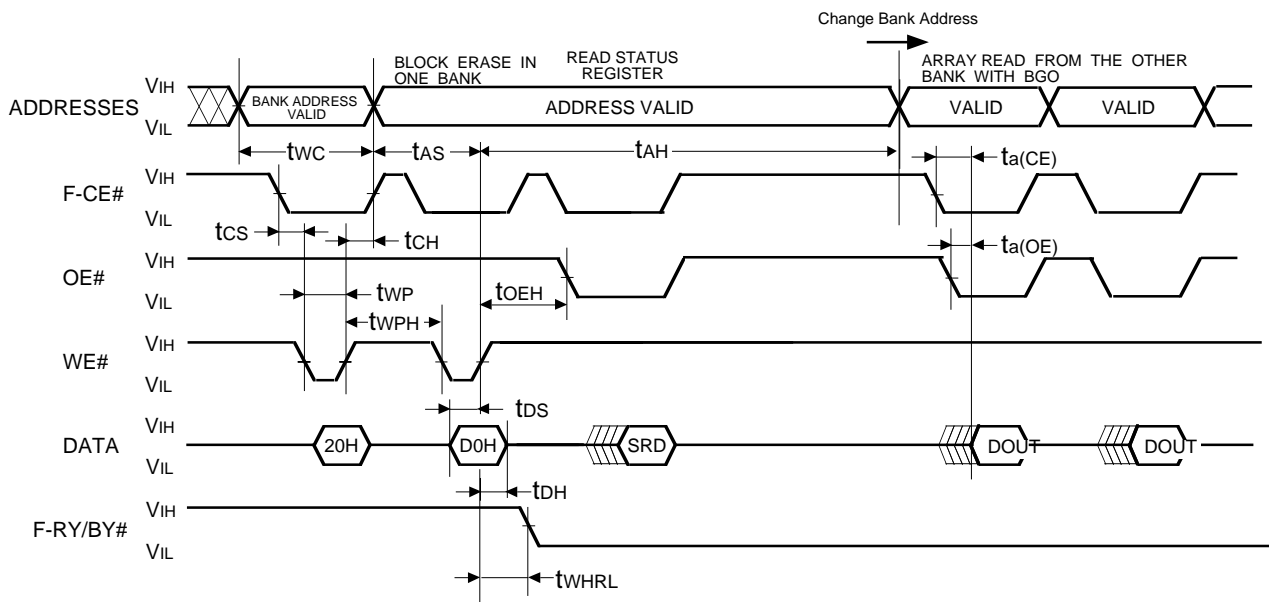 Change Bank Address
BLOCK ERASE IN
ONE BANK
READ STATUS
REGISTER
ARRAY READ FROM THE OTHER
BANK WITH BGO
ADDRESSES
VIH
VIL
BANK ADDRESS
VALID
ADDRESS VALID
VALID
VALID
tWC
tAS
tAH
ta(CE)
F-CE#
VIH
VIL
tCS
tCH
ta(OE)
OE#
VIH
VIL
tWP
tOEH
tWPH
WE#
VIH
VIL
tDS
DATA
VIH
VIL
20H
D0H
SRD
DOUT
DOUT
tDH
F-RY/BY#
VIH
VIL
tWHRL